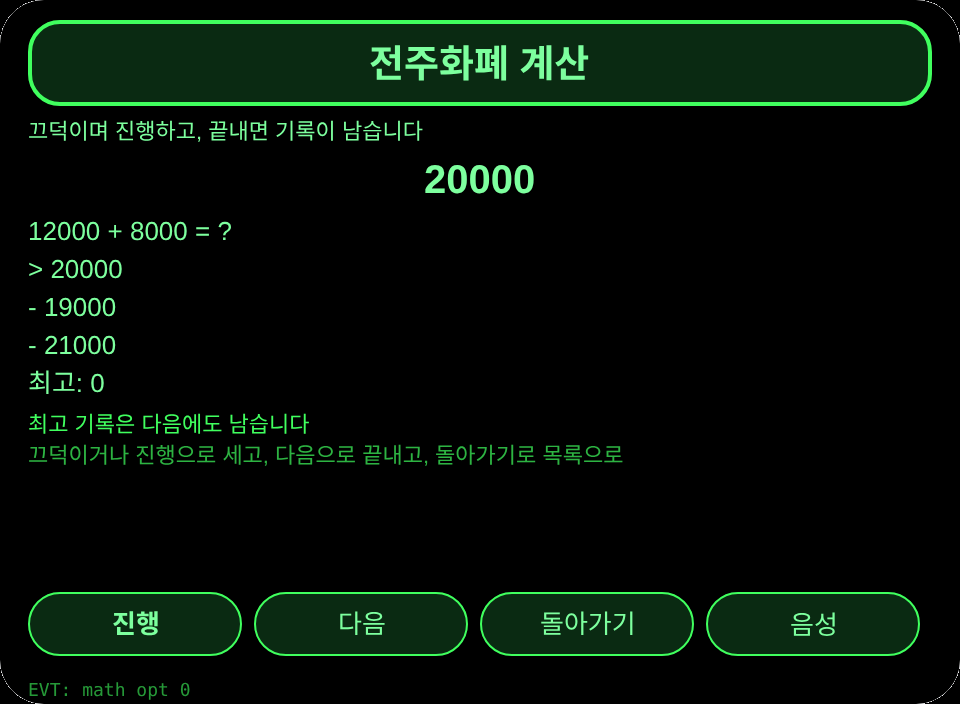 전주화폐 계산
끄덕이며 진행하고, 끝내면 기록이 남습니다
20000
12000 + 8000 = ?
> 20000
- 19000
- 21000
최고: 0
최고 기록은 다음에도 남습니다
끄덕이거나 진행으로 세고, 다음으로 끝내고, 돌아가기로 목록으로
진행 다음 돌아가기 음성
EVT: math opt 0